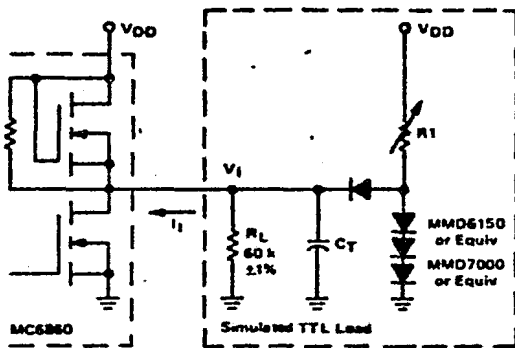 VDD
VDD
R1
VI
II
RL
60 k
±1%
CT
MMD6150
or Equiv
MMD7000
or Equiv
MC6860
Simulated TTL Load